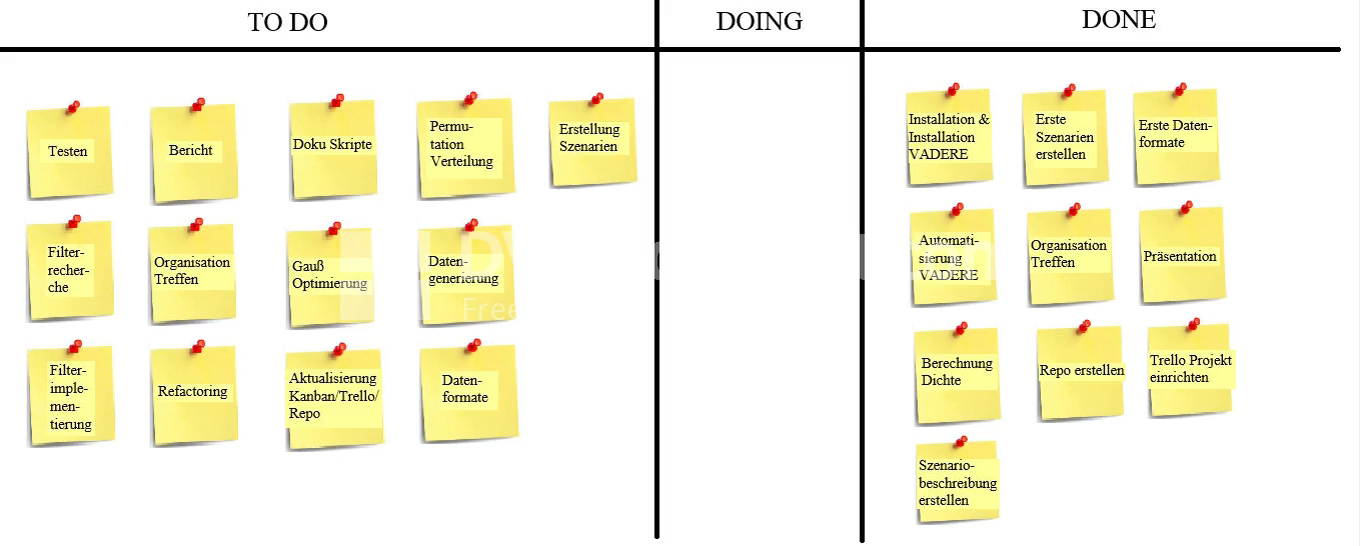 TO DO
DOING
DONE
Testen
Bericht
Doku Skripte
Permu-
tation
Verteilung
Erstellung
Szenarien
Filter-
recher-
che
Organisation
Treffen
Gauß
Optimierung
Daten-
generierung
Filter-
imple-
men-
tierung
Refactoring
Aktualisierung
Kanban/Trello/
Repo
Daten-
formate
Installation &
Installation
VADERE
Erste
Szenarien
erstellen
Erste Daten-
formate
Automati-
sierung
VADERE
Organisation
Treffen
Präsentation
Berechnung
Dichte
Repo erstellen
Trello Projekt
einrichten
Szenario-
beschreibung
erstellen
Free